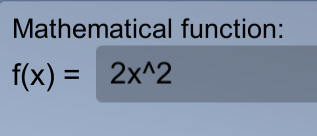 Mathematical function:
f(x) = 2x^2